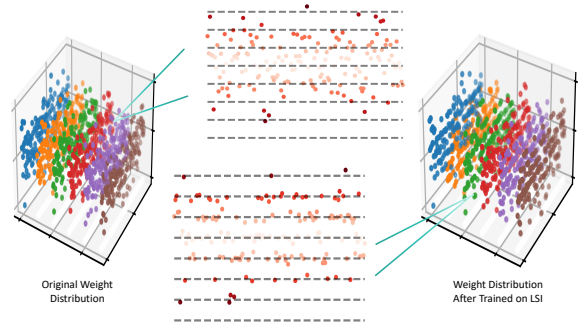 Original Weight
Distribution
Weight Distribution
After Trained on LSI